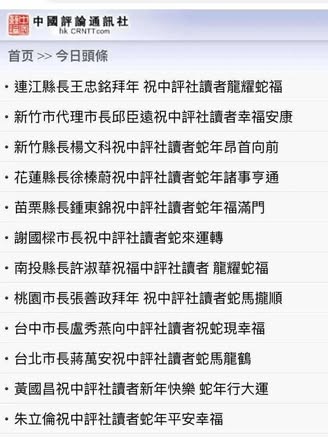 中國評論通訊社
hk CRNTT.com
首页 >> 今日頭條
• 連江縣長王忠銘拜年 祝中評社讀者龍耀蛇福
• 新竹市代理市長邱臣遠祝中評社讀者幸福安康
• 新竹縣長楊文科祝中評社讀者蛇年昂首向前
• 花蓮縣長徐榛蔚祝中評社讀者蛇年諸事亨通
• 苗栗縣長鍾東錦祝中評社讀者蛇年福滿門
• 謝國樑市長祝中評社讀者蛇來運轉
• 南投縣長許淑華祝福中評社讀者 龍耀蛇福
• 桃園市長張善政拜年 祝中評社讀者蛇馬攏順
• 台中市長盧秀燕向中評社讀者祝蛇現幸福
• 台北市長蔣萬安祝中評社讀者蛇馬龍鶴
• 黃國昌祝中評社讀者新年快樂 蛇年行大運
• 朱立倫祝中評社讀者蛇年平安幸福